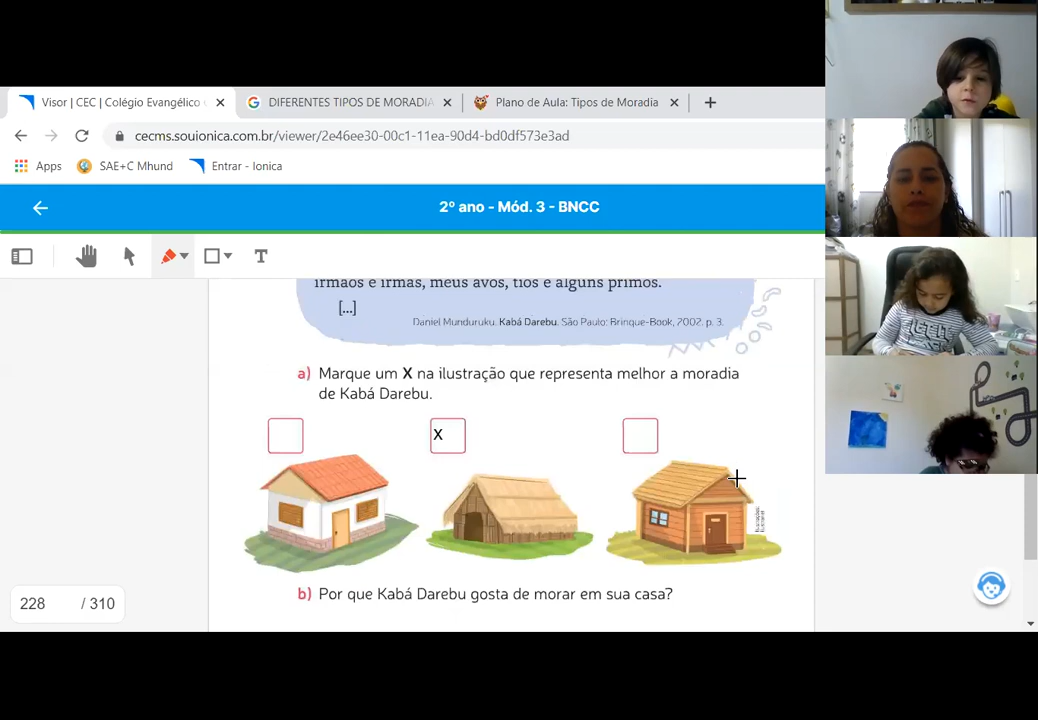 Visor | CEC | Colégio Evangélico
DIFERENTES TIPOS DE MORADIA
Plano de Aula: Tipos de Moradia
cecms.souionica.com.br/viewer/2e46ee30-00c1-11ea-90d4-bd0df573e3ad
Apps SAE+C Mhund Entrar - Ionica
2º ano - Mód. 3 - BNCC
T
irmãos e irmãs, meus avós, tios e alguns primos.
[...]
Daniel Munduruku. Kabá Darebu. São Paulo: Brinque-Book, 2002. p. 3.
a) Marque um X na ilustração que representa melhor a moradia
de Kabá Darebu.
X
b) Por que Kabá Darebu gosta de morar em sua casa?
228 / 310